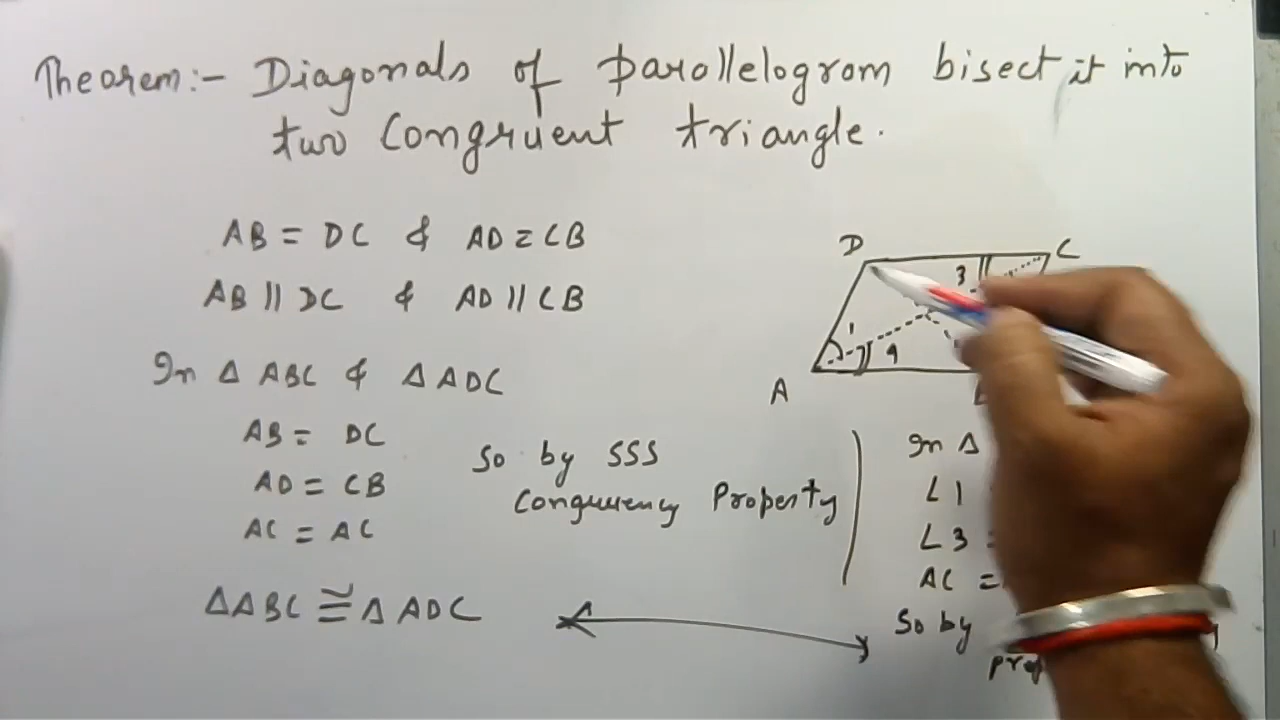 Theorem:- Diagonals of parallelogram bisect it into
two Congruent triangle.
AB = DC & AD = CB
AB || DC & AD || CB
In Δ ABC & Δ ADC
AB = DC
AD = CB
AC = AC
So by SSS
Congruency Property
ΔABC ≅ Δ ADC
D
C
3
1
4
A
In Δ
∠1
∠3 =
AC =
So by